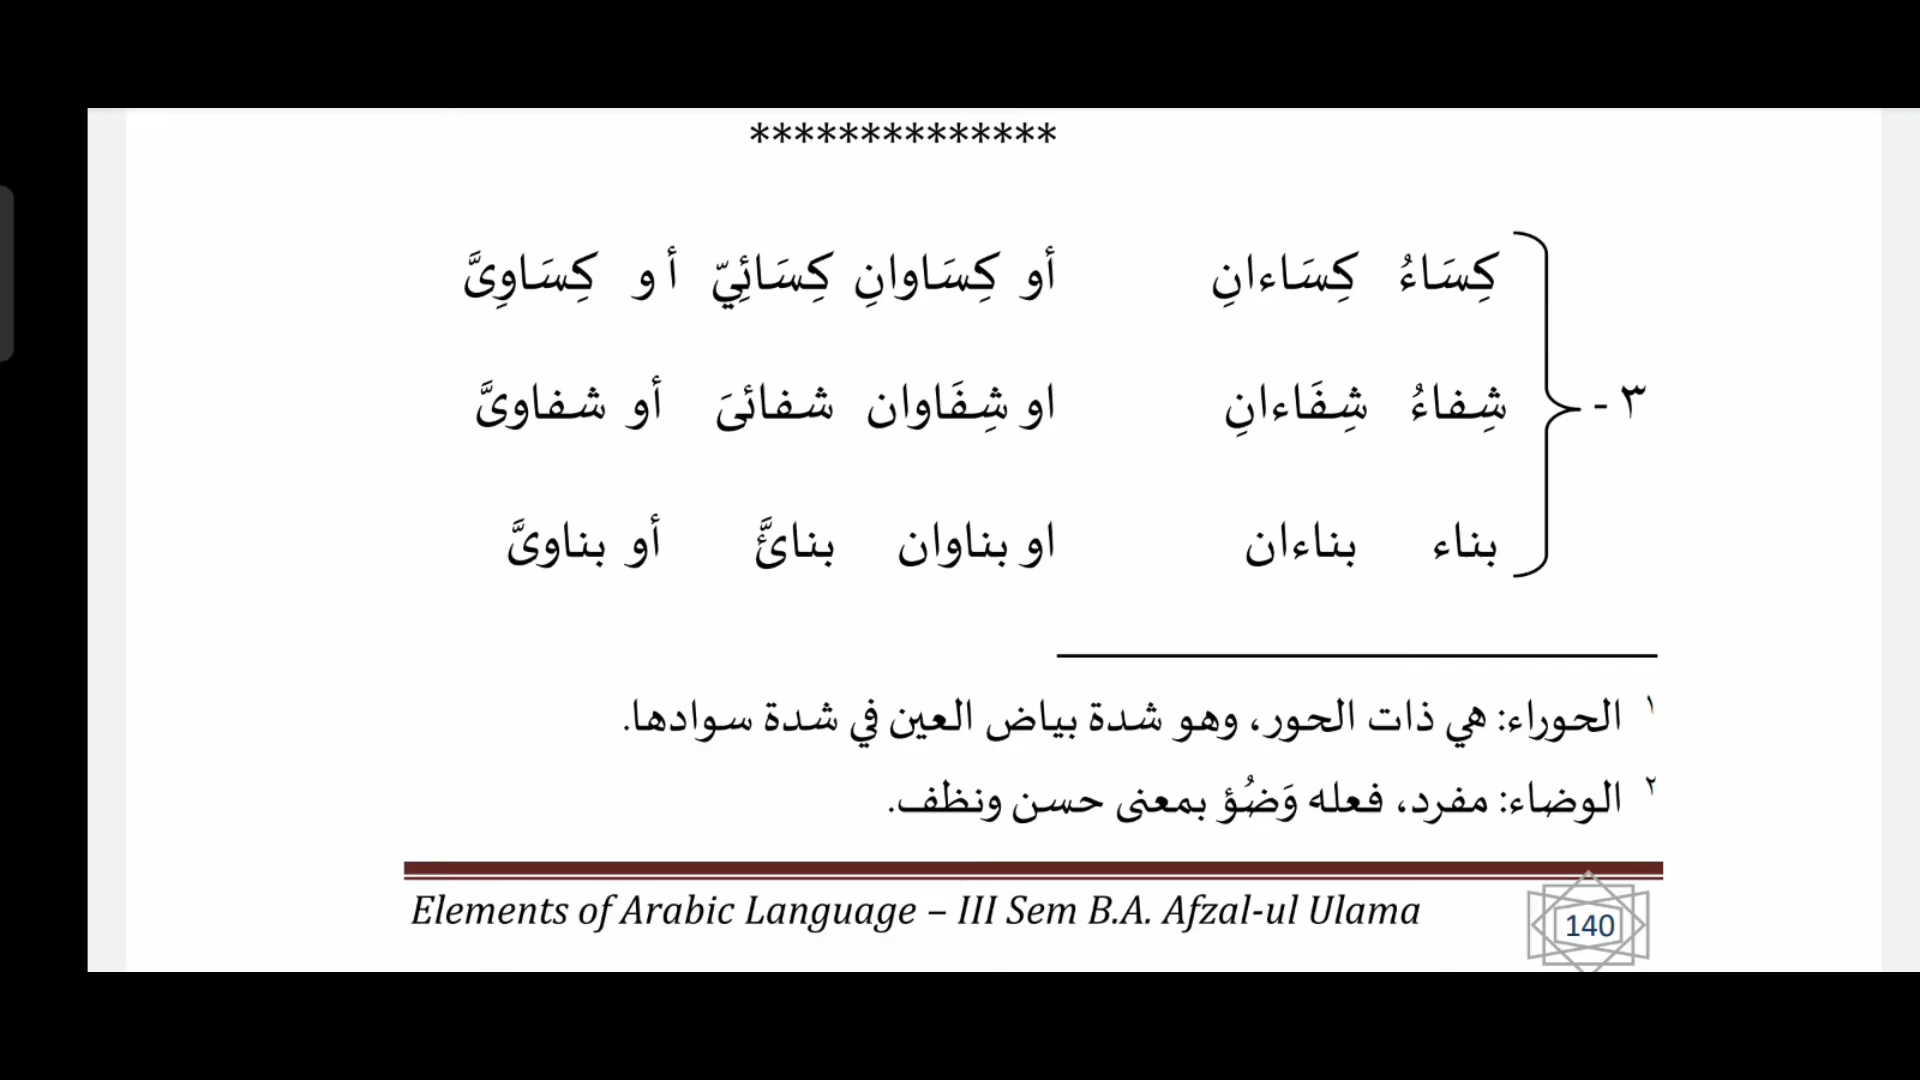 **************
كِسَاءُ كِسَاءانِ أو كِسَاوانِ كِسَائِيّ أ و كِسَاوِىَّ
٣ - شِفاءُ شِفَاءانِ او شِفَاوان شفائىَ أو شفاوىَّ
بناء بناءان او بناوان بنائَّ أو بناوىَّ
١ الحوراء: هي ذات الحور، وهو شدة بياض العين في شدة سوادها.
٢ الوضاء: مفرد، فعله وَضُؤ بمعنى حسن ونظف.
Elements of Arabic Language – III Sem B.A. Afzal-ul Ulama
140